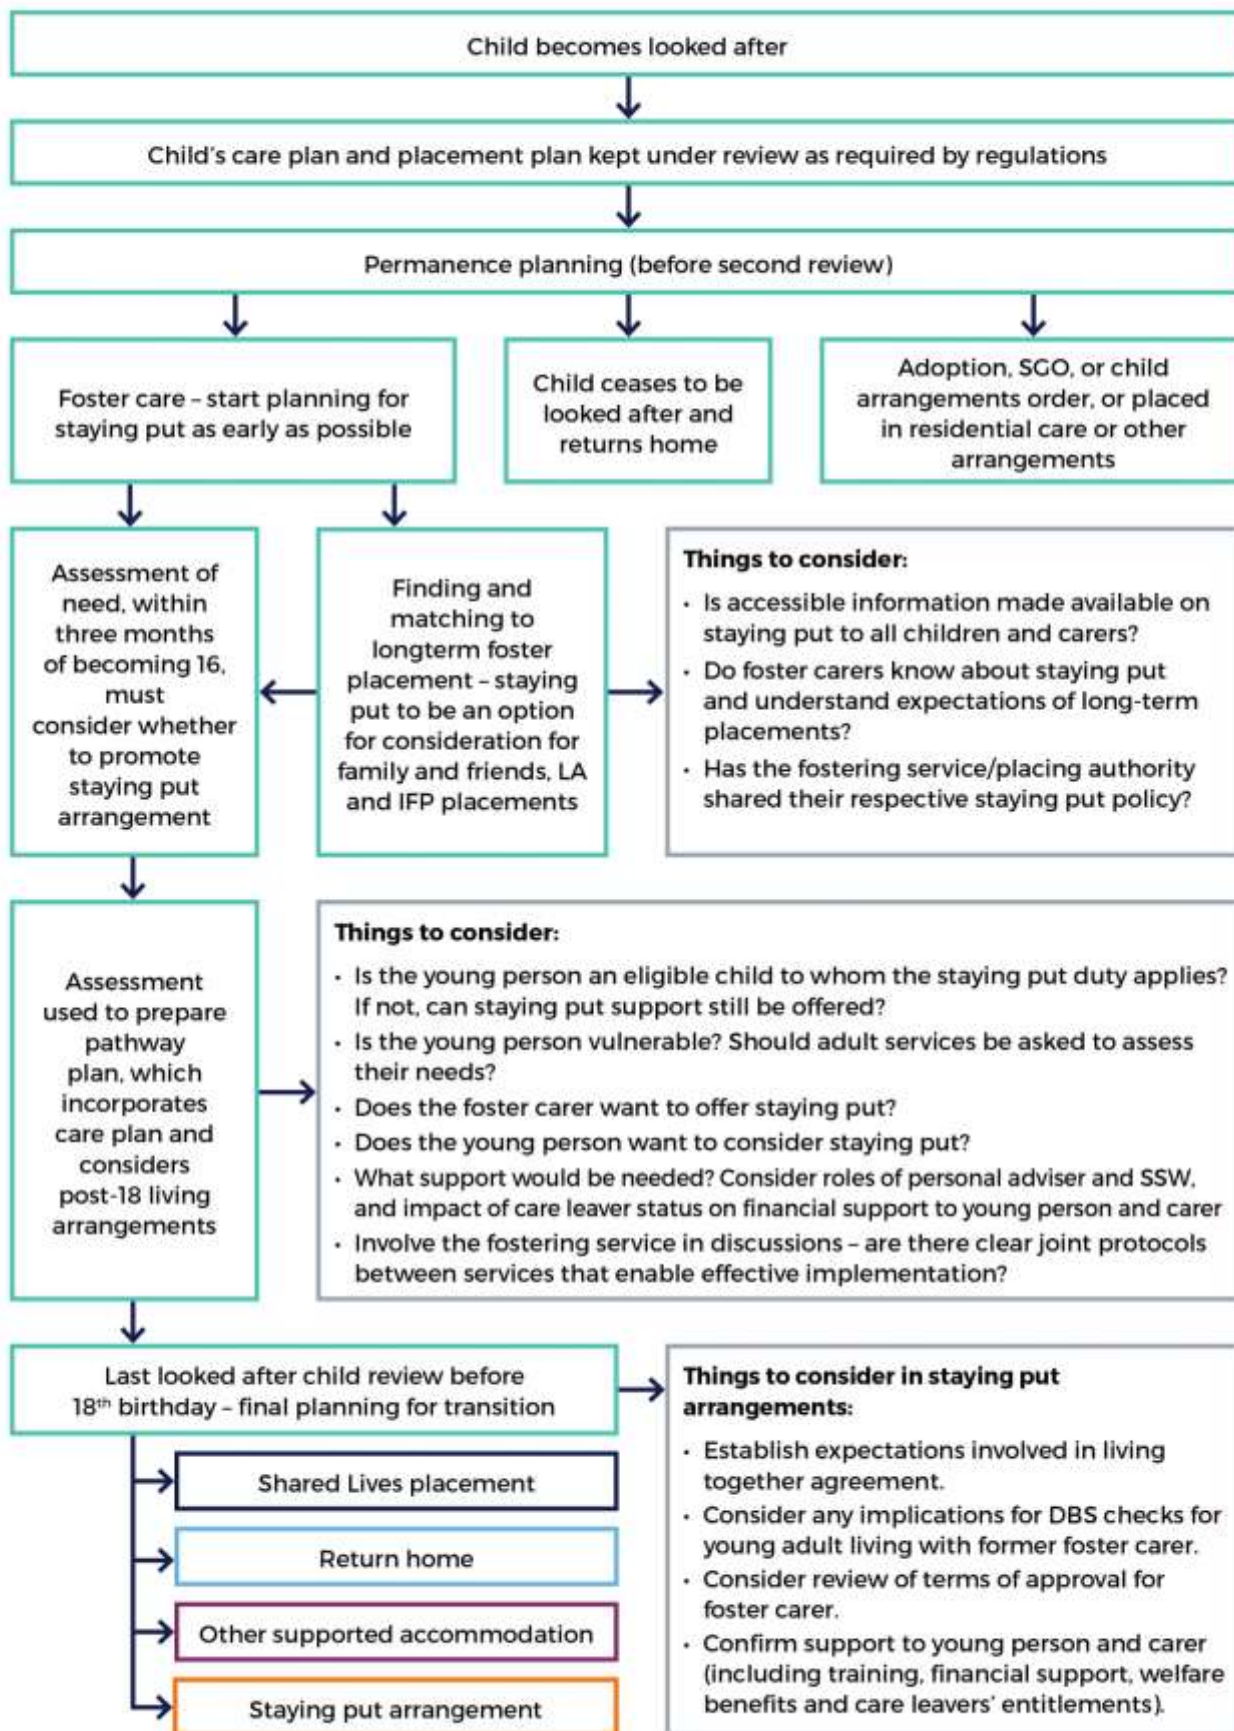 Child becomes looked after
Child's care plan and placement plan kept under review as required by regulations
Permanence planning (before second review)
Foster care – start planning for
staying put as early as possible
Child ceases to be
looked after and
returns home
Adoption, SGO, or child
arrangements order, or placed
in residential care or other
arrangements
Assessment of
need, within
three months
of becoming 16,
must
consider whether
to promote
staying put
arrangement
Finding and
matching to
longterm foster
placement – staying
put to be an option
for consideration for
family and friends, LA
and IFP placements
Things to consider:
• Is accessible information made available on
staying put to all children and carers?
• Do foster carers know about staying put
and understand expectations of long-term
placements?
• Has the fostering service/placing authority
shared their respective staying put policy?
Assessment
used to prepare
pathway
plan, which
incorporates
care plan and
considers
post-18 living
arrangements
Things to consider:
• Is the young person an eligible child to whom the staying put duty applies?
If not, can staying put support still be offered?
• Is the young person vulnerable? Should adult services be asked to assess
their needs?
• Does the foster carer want to offer staying put?
• Does the young person want to consider staying put?
• What support would be needed? Consider roles of personal adviser and SSW,
and impact of care leaver status on financial support to young person and carer
• Involve the fostering service in discussions – are there clear joint protocols
between services that enable effective implementation?
Last looked after child review before
18th birthday – final planning for transition
Shared Lives placement
Return home
Other supported accommodation
Staying put arrangement
Things to consider in staying put
arrangements:
• Establish expectations involved in living
together agreement.
• Consider any implications for DBS checks for
young adult living with former foster carer.
• Consider review of terms of approval for
foster carer.
• Confirm support to young person and carer
(including training, financial support, welfare
benefits and care leavers' entitlements).